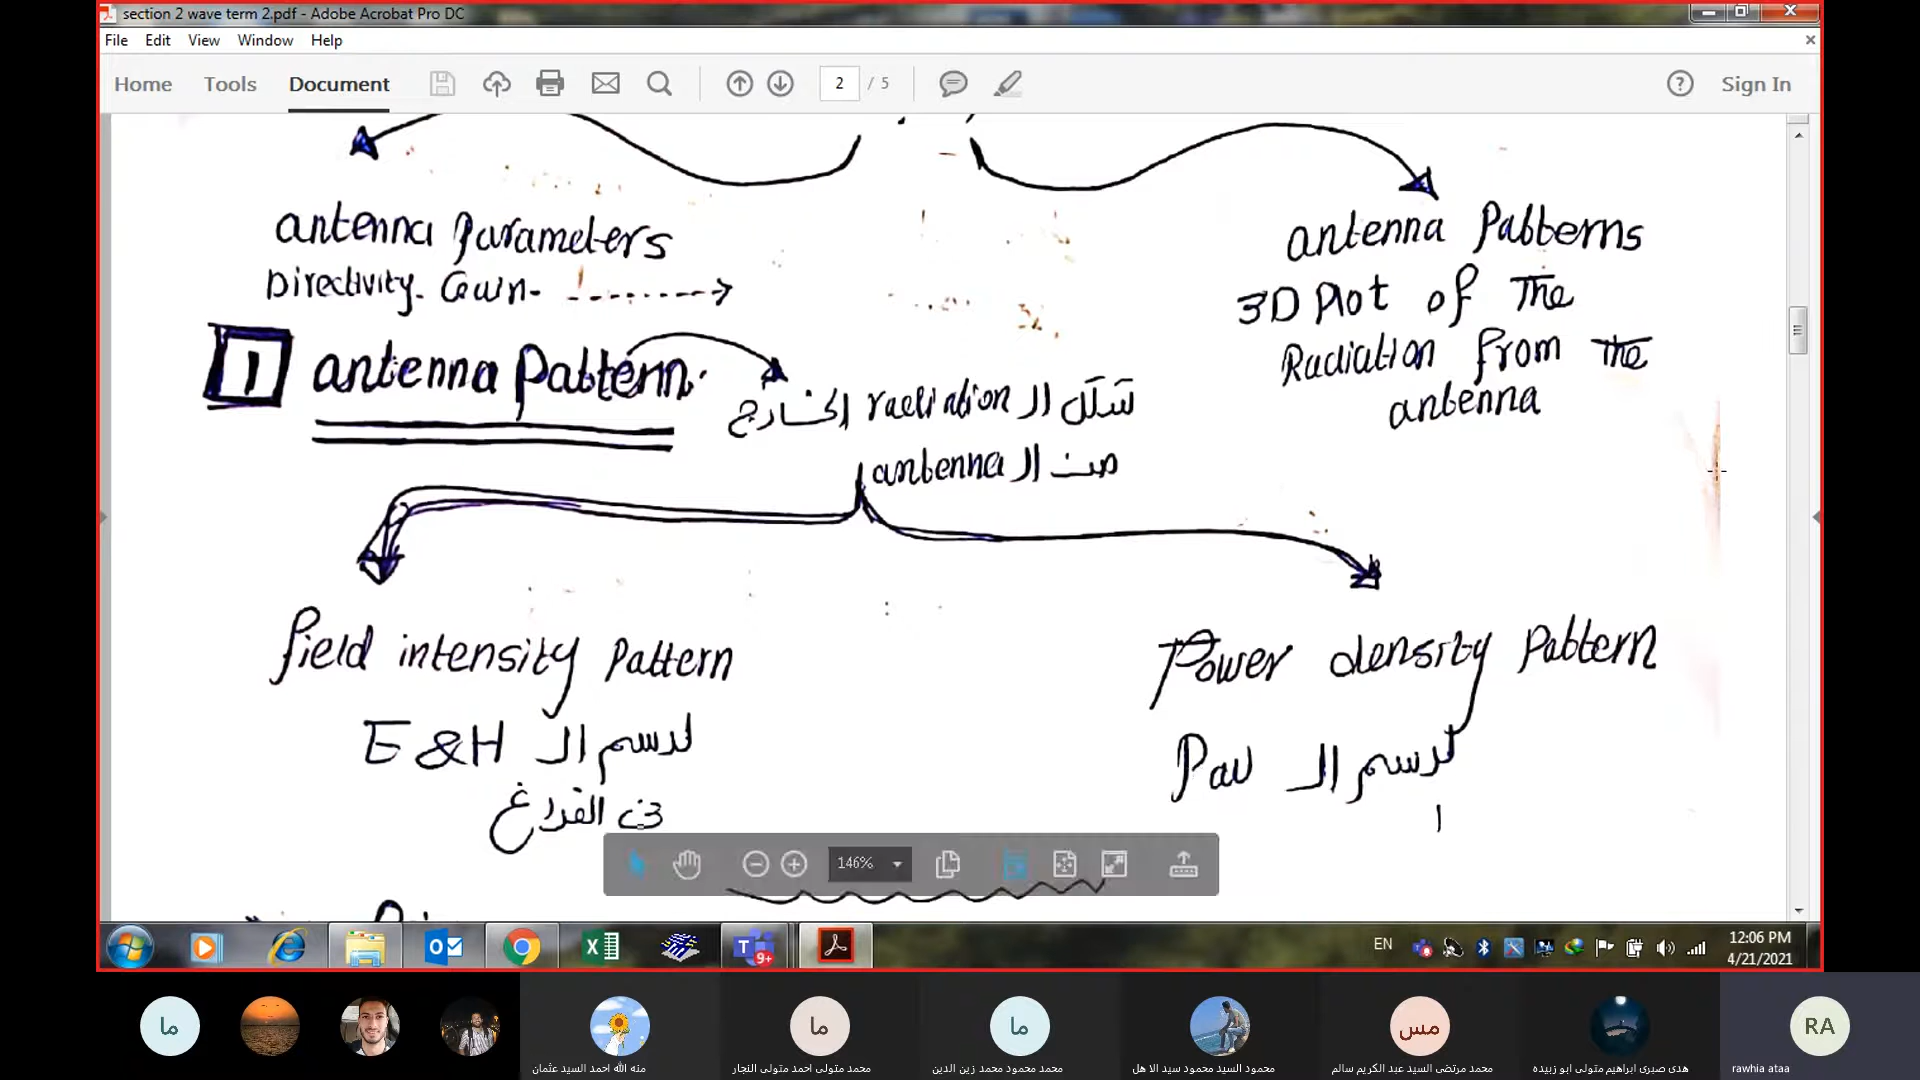 section 2 wave term 2.pdf - Adobe Acrobat Pro DC
File Edit View Window Help
Home Tools Document 2 / 5 Sign In
antenna parameters
Directivity - Gain - ---------->
antenna Patterns
3D Plot of The
Radiation from The
antenna
1 antenna pattern.
شكل ال radiation الخارج
من ال antenna
field intensity pattern
لرسم ال E & H
في الفراغ
Power density pattern
لرسم ال Pav
146%
EN
12:06 PM
4/21/2021
9+
ما
ما
ما
مس
RA
منه الله احمد السيد عثمان
محمد متولى احمد متولى النجار
محمد محمود محمد زين الدين
محمود السيد محمود سيد الا هل
محمد مرتضى السيد عبد الكريم سالم
هدى صبرى ابراهيم متولى ابو زبيده
rawhia ataa